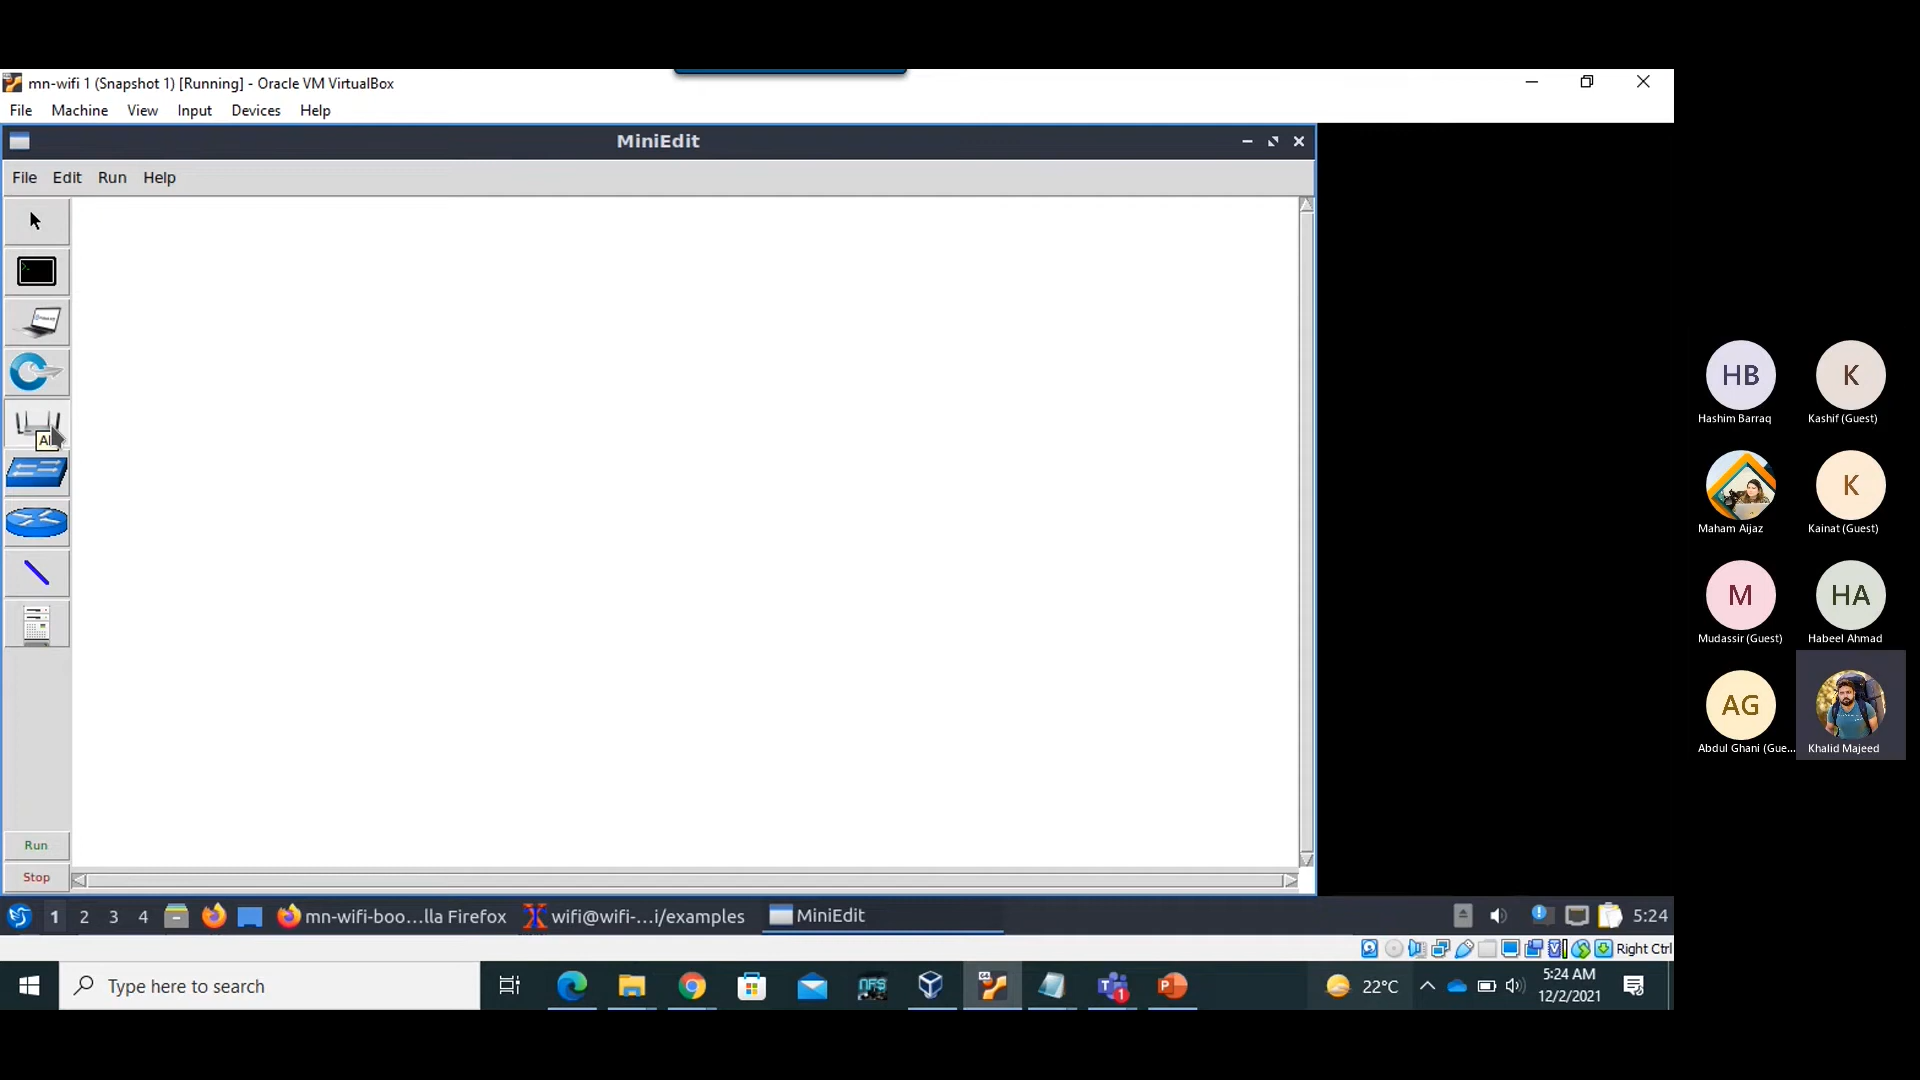 mn-wifi 1 (Snapshot 1) [Running] - Oracle VM VirtualBox
File Machine View Input Devices Help
MiniEdit
File Edit Run Help
Run
Stop
HB
K
Hashim Barraq
Kashif (Guest)
K
Maham Aijaz
Kainat (Guest)
M
HA
Mudassir (Guest)
Habeel Ahmad
AG
Abdul Ghani (Gue...
Khalid Majeed
1 2 3 4 mn-wifi-boo...lla Firefox wifi@wifi-...i/examples MiniEdit 5:24
Right Ctrl
Type here to search
NFS
64
1
22°C
5:24 AM
12/2/2021